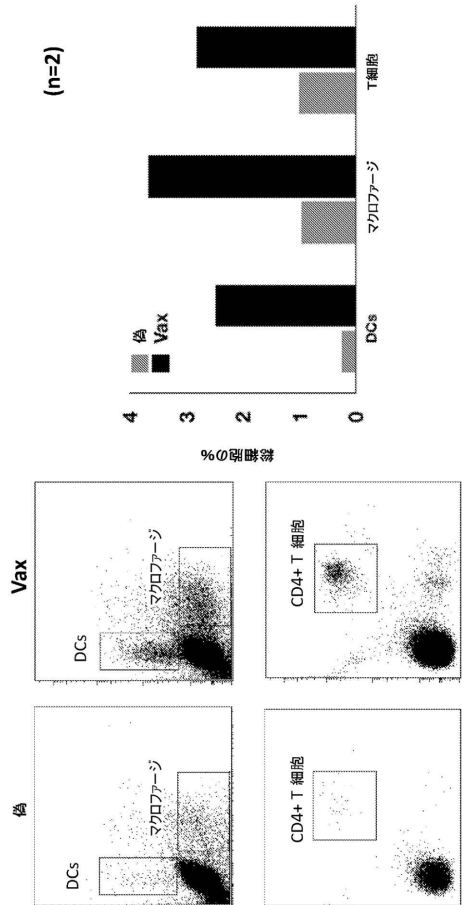 偽
Vax
DCs
マクロファージ
DCs
マクロファージ
CD4+ T 細胞
CD4+ T 細胞
(n=2)
偽
Vax
4
3
2
1
0
総細胞の%
DCs
マクロファージ
T細胞